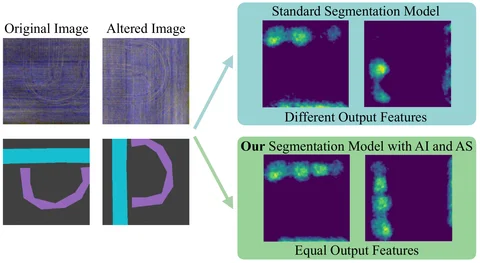 Original Image
Altered Image
Standard Segmentation Model
Different Output Features
Our Segmentation Model with AI and AS
Equal Output Features